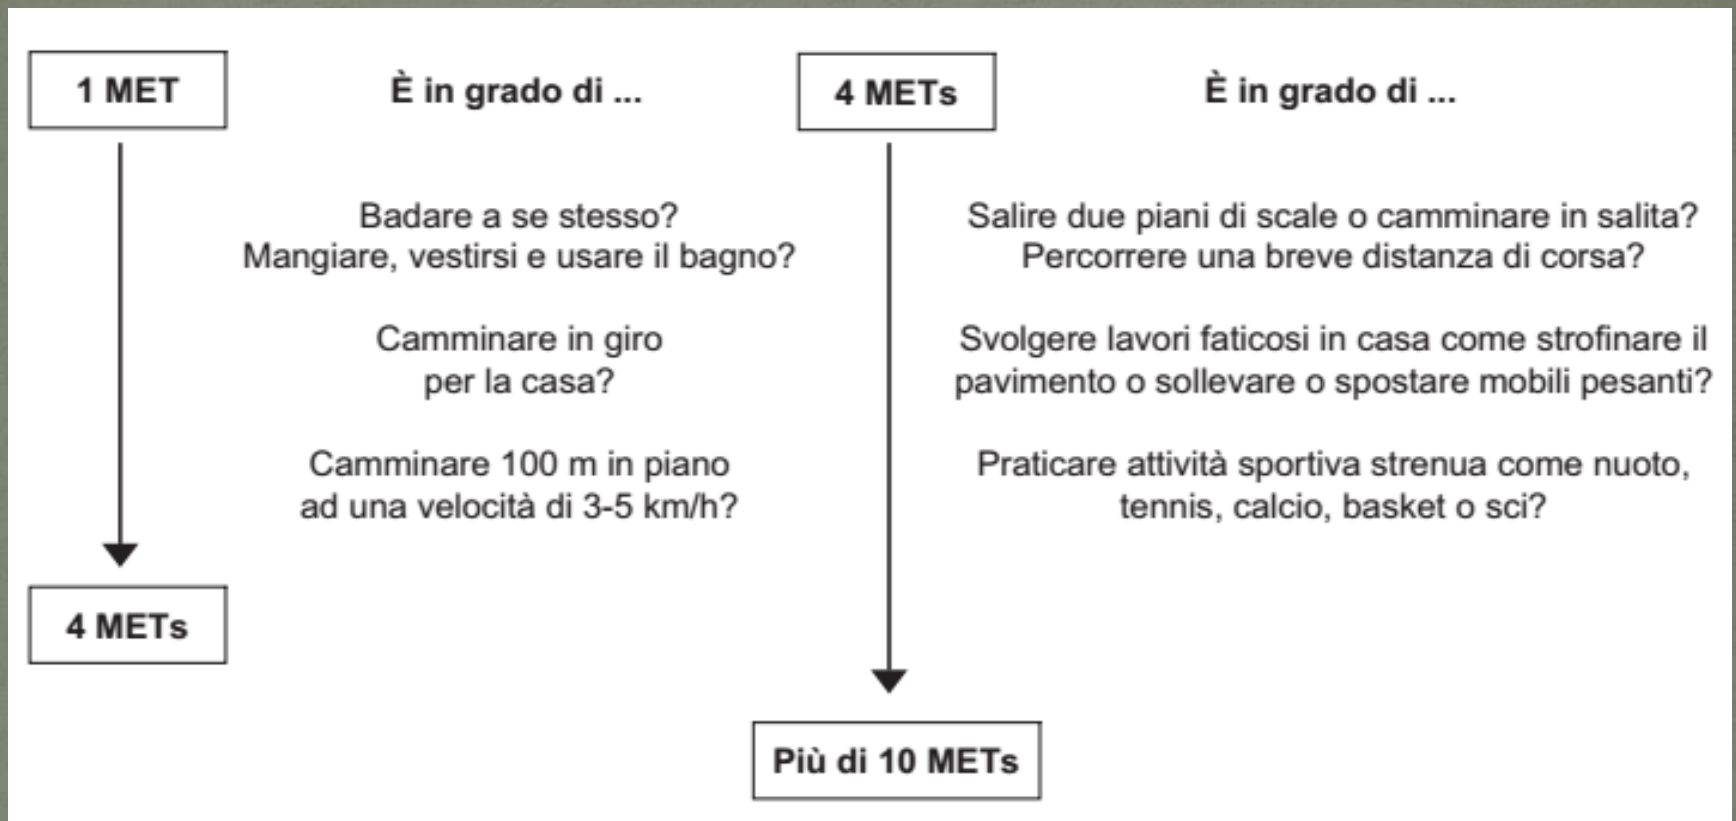 1 MET
È in grado di ...
Badare a se stesso?
Mangiare, vestirsi e usare il bagno?
Camminare in giro
per la casa?
Camminare 100 m in piano
ad una velocità di 3-5 km/h?
4 METs
4 METs
È in grado di ...
Salire due piani di scale o camminare in salita?
Percorrere una breve distanza di corsa?
Svolgere lavori faticosi in casa come strofinare il
pavimento o sollevare o spostare mobili pesanti?
Praticare attività sportiva strenua come nuoto,
tennis, calcio, basket o sci?
Più di 10 METs